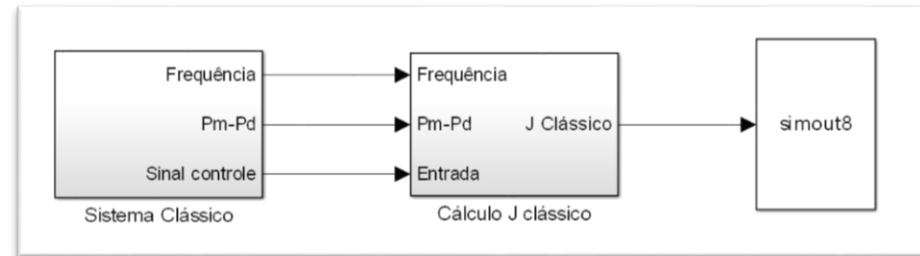 Frequência
Pm-Pd
Sinal controle
Sistema Clássico
Frequência
Pm-Pd
J Clássico
Entrada
Cálculo J clássico
simout8